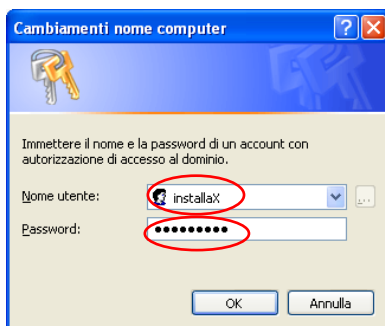 Cambiamenti nome computer
Immettere il nome e la password di un account con
autorizzazione di accesso al dominio.
Nome utente: installaX ...
Password: •••••••••
OK Annulla